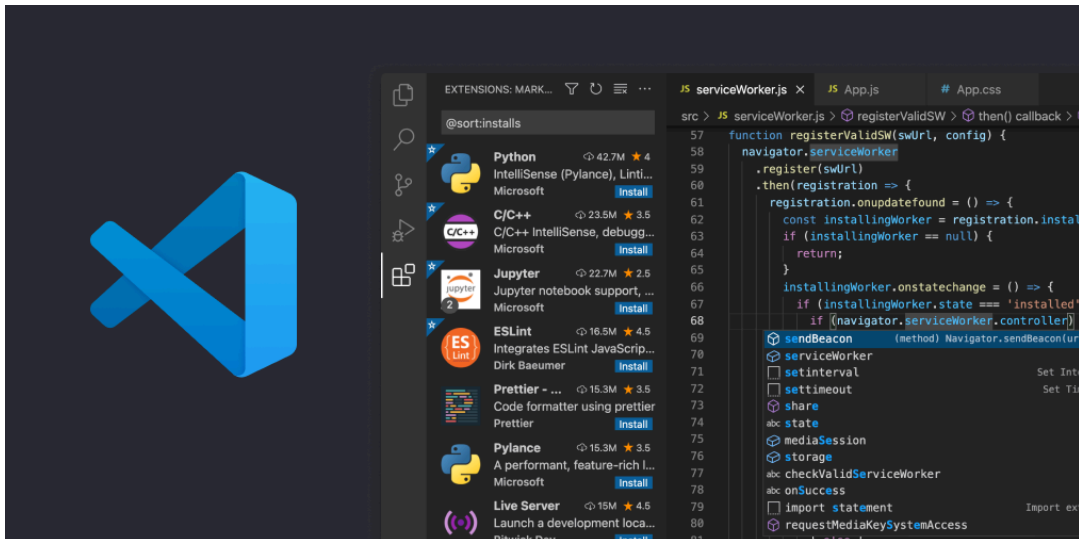 EXTENSIONS: MARK...
@sort:installs
Python 42.7M ★ 4
IntelliSense (Pylance), Linti...
Microsoft Install
C/C++
C/C++ 23.5M ★ 3.5
C/C++ IntelliSense, debugg...
Microsoft Install
jupyter
2
Jupyter 22.7M ★ 2.5
Jupyter notebook support, ...
Microsoft Install
ES
Lint
ESLint 16.5M ★ 4.5
Integrates ESLint JavaScrip...
Dirk Baeumer Install
Prettier - ... 15.3M ★ 3.5
Code formatter using prettier
Prettier Install
Pylance 15.3M ★ 3.5
A performant, feature-rich l...
Microsoft Install
Live Server 15M ★ 4.5
Launch a development loca...
JS serviceWorker.js × JS App.js # App.css
src > JS serviceWorker.js > registerValidSW > then() callback >
57 function registerValidSW(swUrl, config) {
58 navigator.serviceWorker
59 .register(swUrl)
60 .then(registration => {
61 registration.onupdatefound = () => {
62 const installingWorker = registration.instal
63 if (installingWorker == null) {
64 return;
65 }
66 installingWorker.onstatechange = () => {
67 if (installingWorker.state === 'installed'
68 if (navigator.serviceWorker.controller)
69 sendBeacon (method) Navigator.sendBeacon(ur
70 serviceWorker
71 setinterval Set Int
72 settimeout Set Ti
73 share
74 abc state
75 mediaSession
76 storage
77 abc checkValidServiceWorker
78 abc onSuccess
79 import statement Import ex
80 requestMediaKeySystemAccess